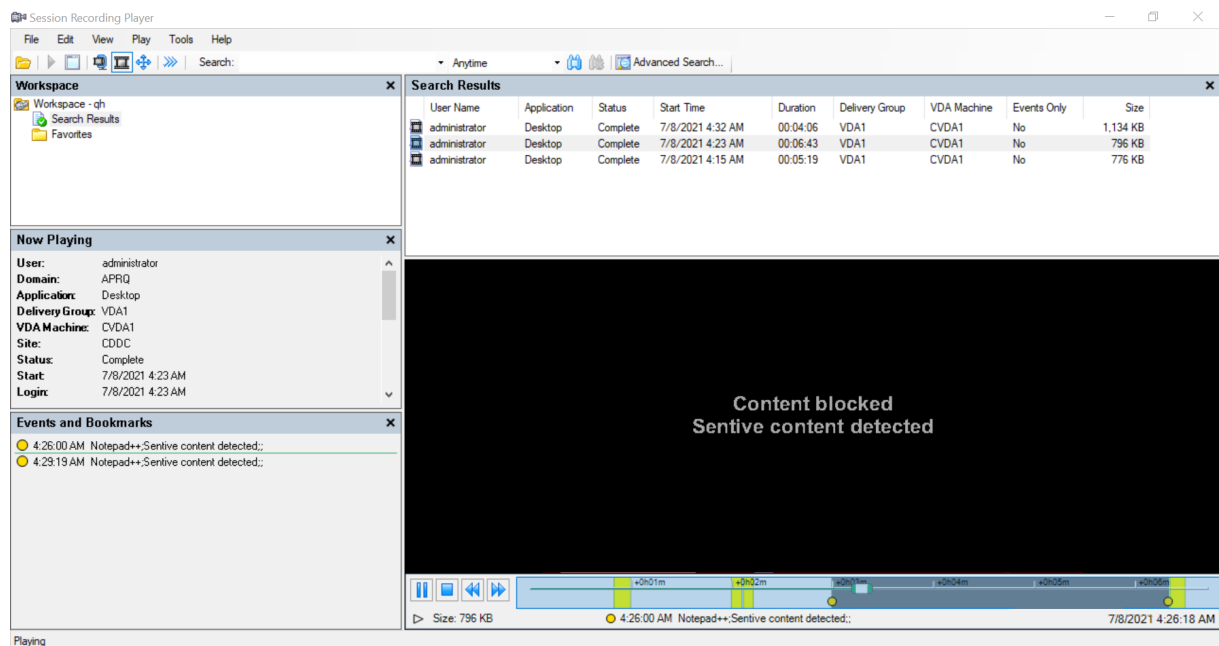 Session Recording Player
File Edit View Play Tools Help
Search: Anytime Advanced Search...
Workspace
Workspace - qh
Search Results
Favorites
Search Results
User Name Application Status Start Time Duration Delivery Group VDA Machine Events Only Size
administrator Desktop Complete 7/8/2021 4:32 AM 00:04:06 VDA1 CVDA1 No 1,134 KB
administrator Desktop Complete 7/8/2021 4:23 AM 00:06:43 VDA1 CVDA1 No 796 KB
administrator Desktop Complete 7/8/2021 4:15 AM 00:05:19 VDA1 CVDA1 No 776 KB
Now Playing
User: administrator
Domain: APRQ
Application: Desktop
Delivery Group: VDA1
VDA Machine: CVDA1
Site: CDDC
Status: Complete
Start: 7/8/2021 4:23 AM
Login: 7/8/2021 4:23 AM
Events and Bookmarks
4:26:00 AM Notepad++;Sentive content detected;;
4:29:19 AM Notepad++;Sentive content detected;;
Content blocked
Sentive content detected
+0h01m +0h02m +0h03m +0h04m +0h05m +0h06m
Size: 796 KB 4:26:00 AM Notepad++;Sentive content detected;; 7/8/2021 4:26:18 AM
Playing